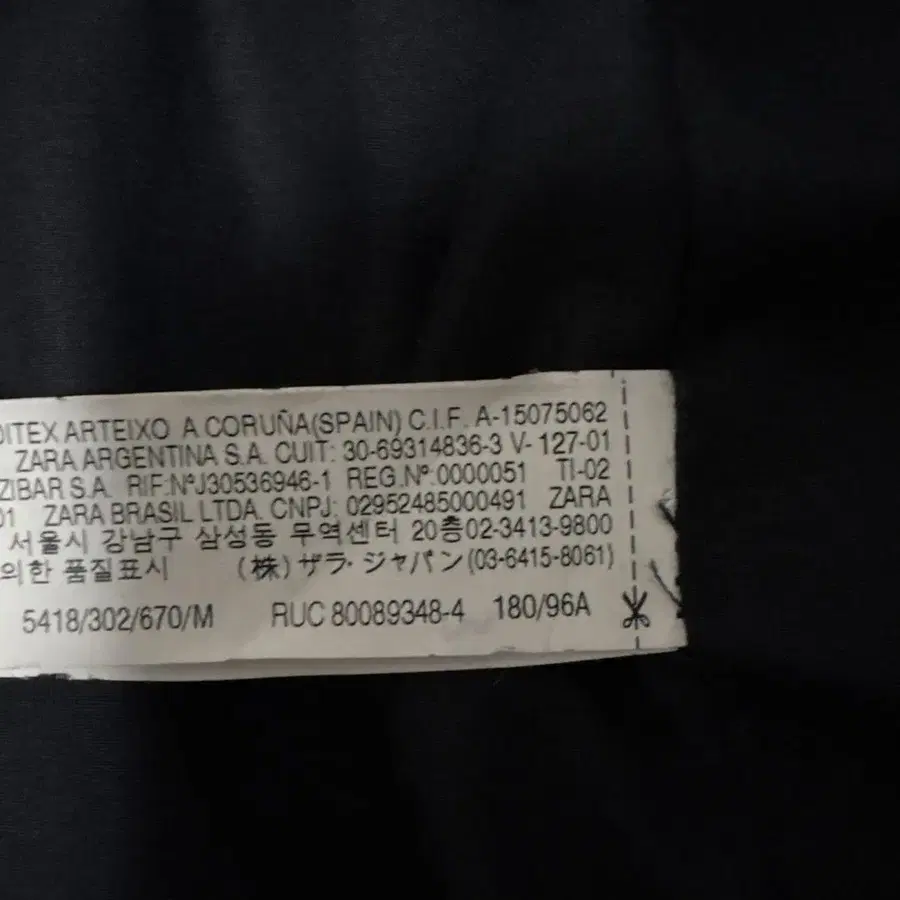 DITEX ARTEIXO A CORUÑA(SPAIN) C.I.F. A-15075062
ZARA ARGENTINA S.A. CUIT: 30-69314836-3 V- 127-01
ZIBAR S.A. RIF:NºJ30536946-1 REG.Nº:0000051 TI-02
01 ZARA BRASIL LTDA. CNPJ: 02952485000491 ZARA
서울시 강남구 삼성동 무역센터 20층02-3413-9800
의한 품질표시 (株)ザラ・ジャパン(03-6415-8061)
5418/302/670/M RUC 80089348-4 180/96A